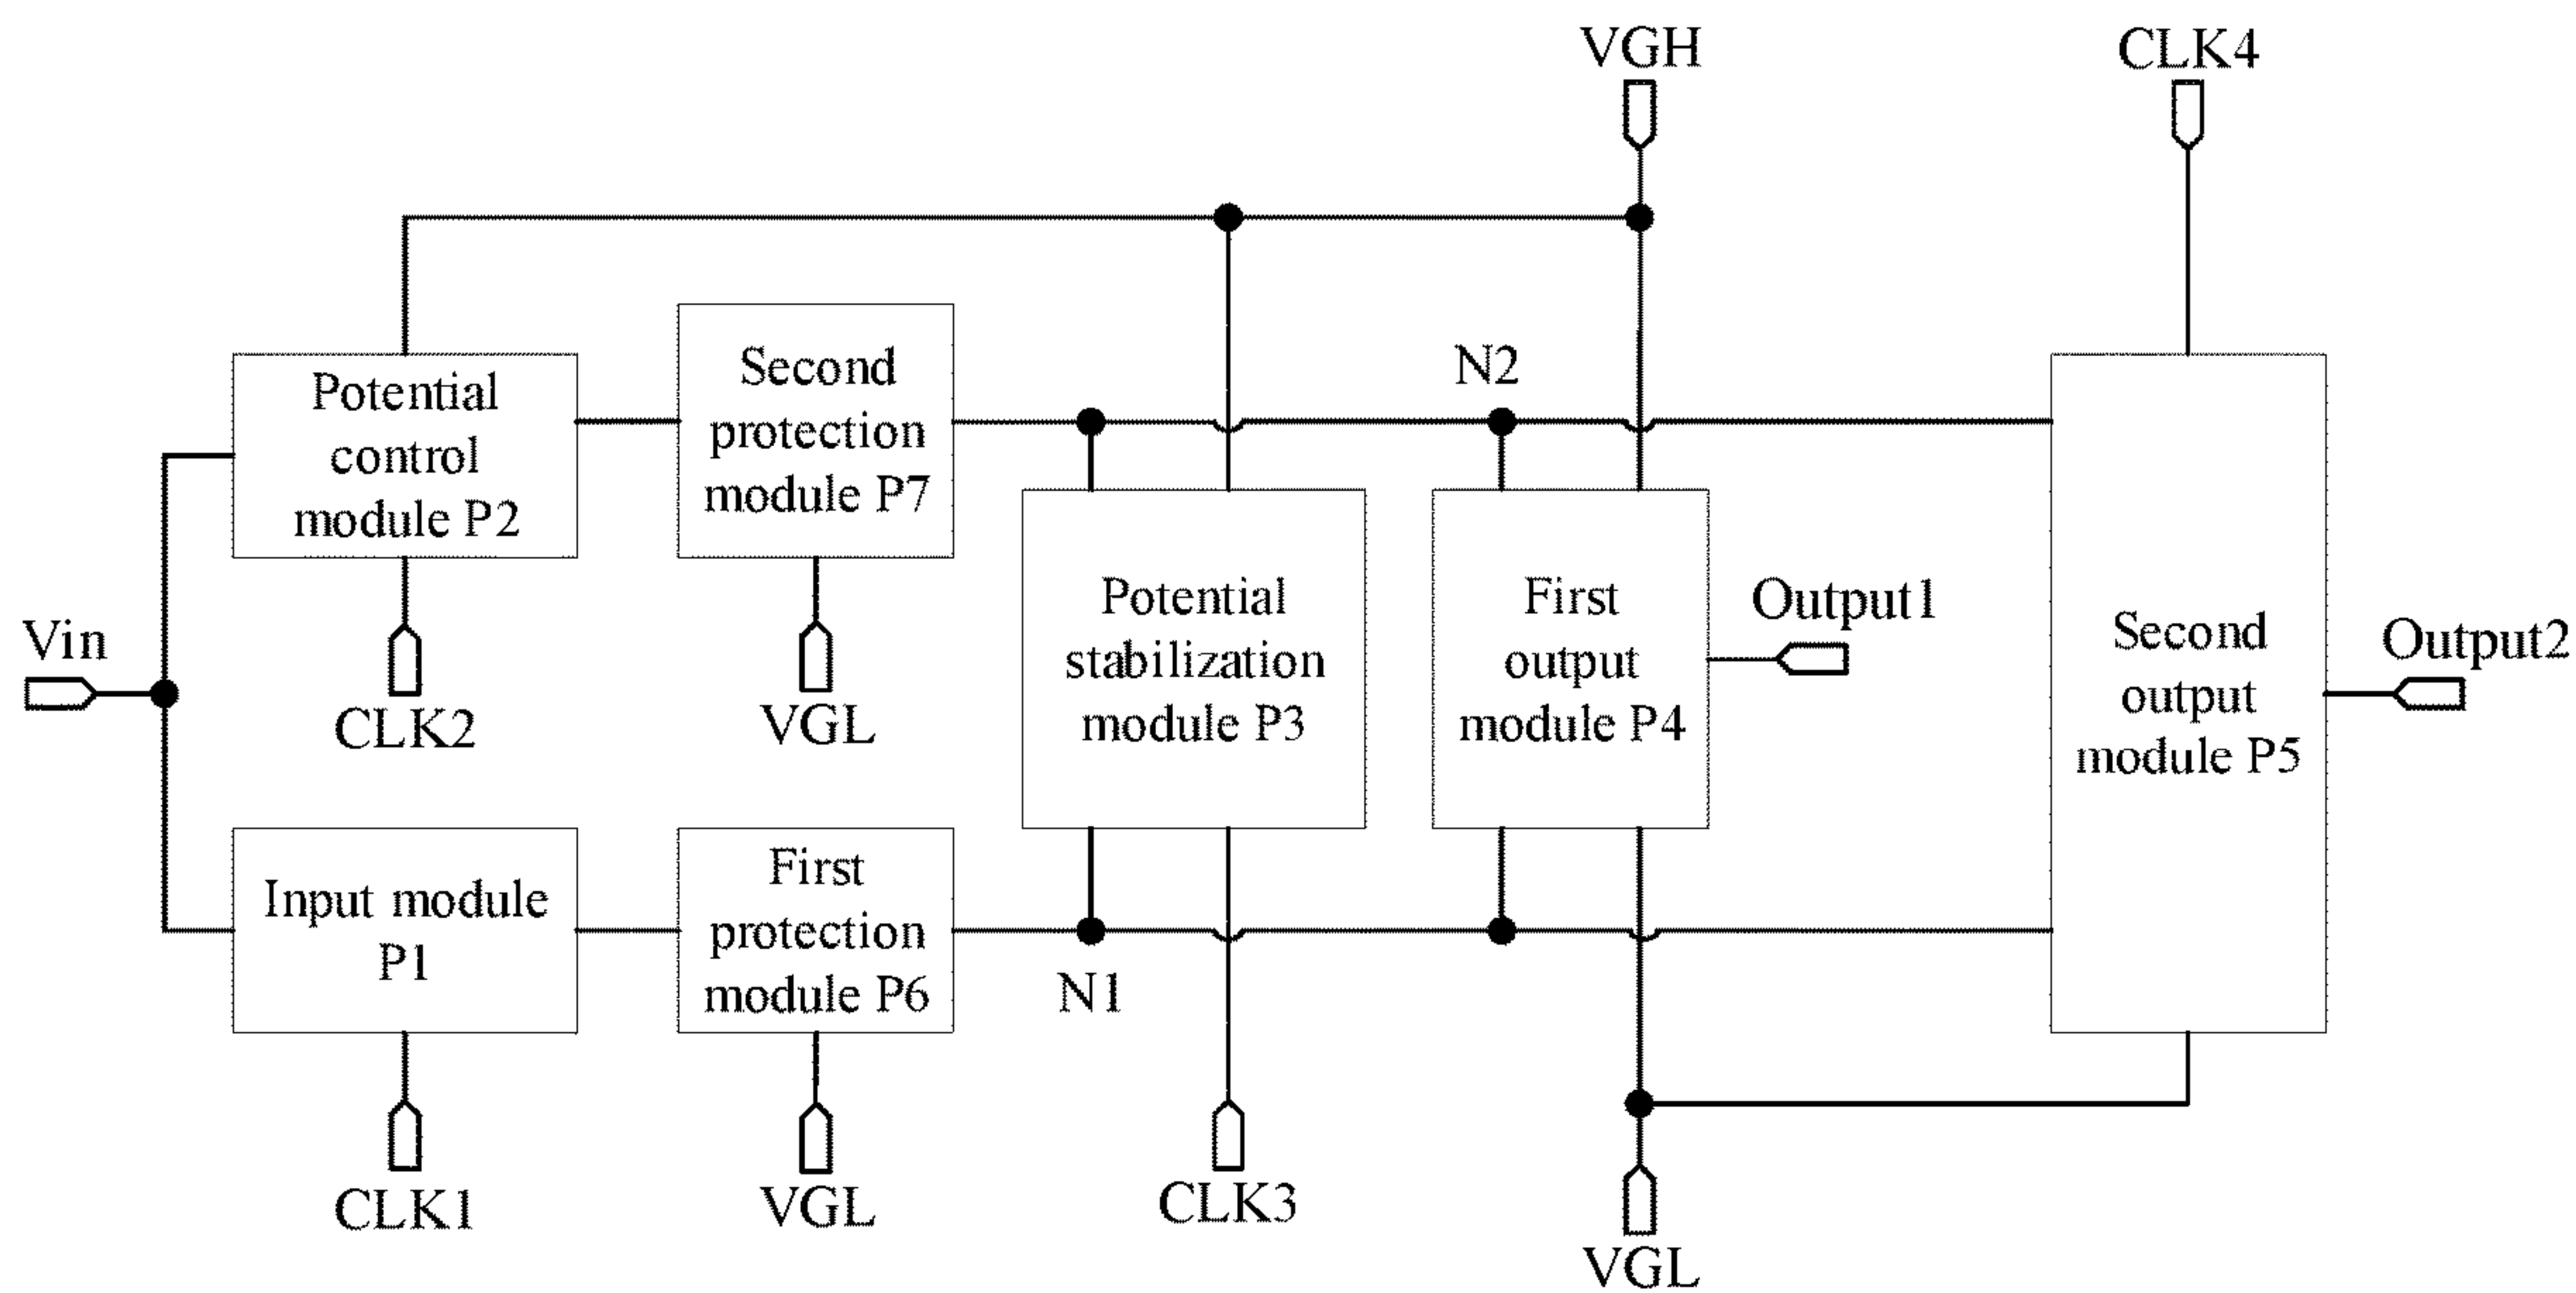 VGH
CLK4
N2
Potential
control
module P2
Second
protection
module P7
Vin
CLK2
VGL
Potential
stabilization
module P3
First
output
module P4
Output1
Second
output
module P5
Output2
Input module
P1
First
protection
module P6
N1
CLK1
VGL
CLK3
VGL